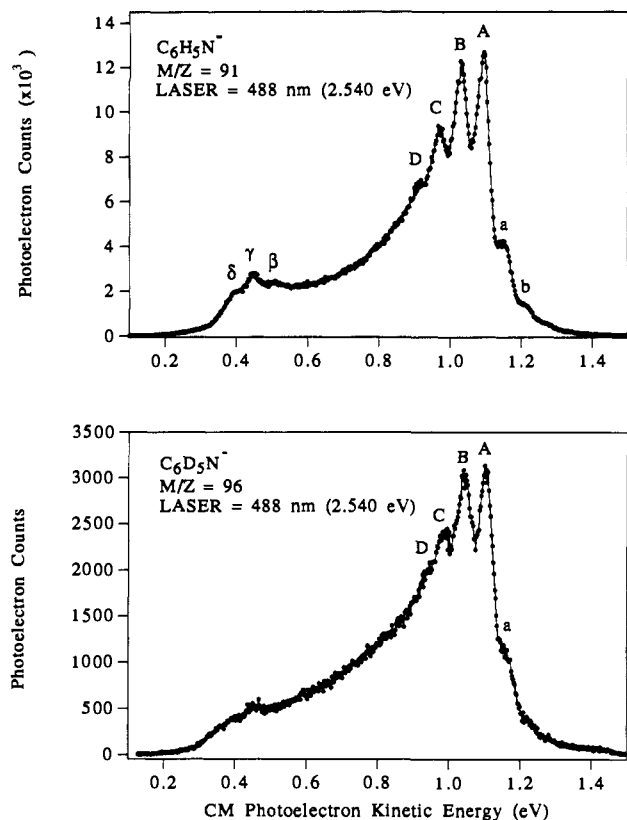 C₆H₅N⁻
M/Z = 91
LASER = 488 nm (2.540 eV)
A
B
C
D
a
b
δ
γ
β
Photoelectron Counts (x10³)
14
12
10
8
6
4
2
0
0.2 0.4 0.6 0.8 1.0 1.2 1.4
C₆D₅N⁻
M/Z = 96
LASER = 488 nm (2.540 eV)
A
B
C
D
a
Photoelectron Counts
3500
3000
2500
2000
1500
1000
500
0
0.2 0.4 0.6 0.8 1.0 1.2 1.4
CM Photoelectron Kinetic Energy (eV)